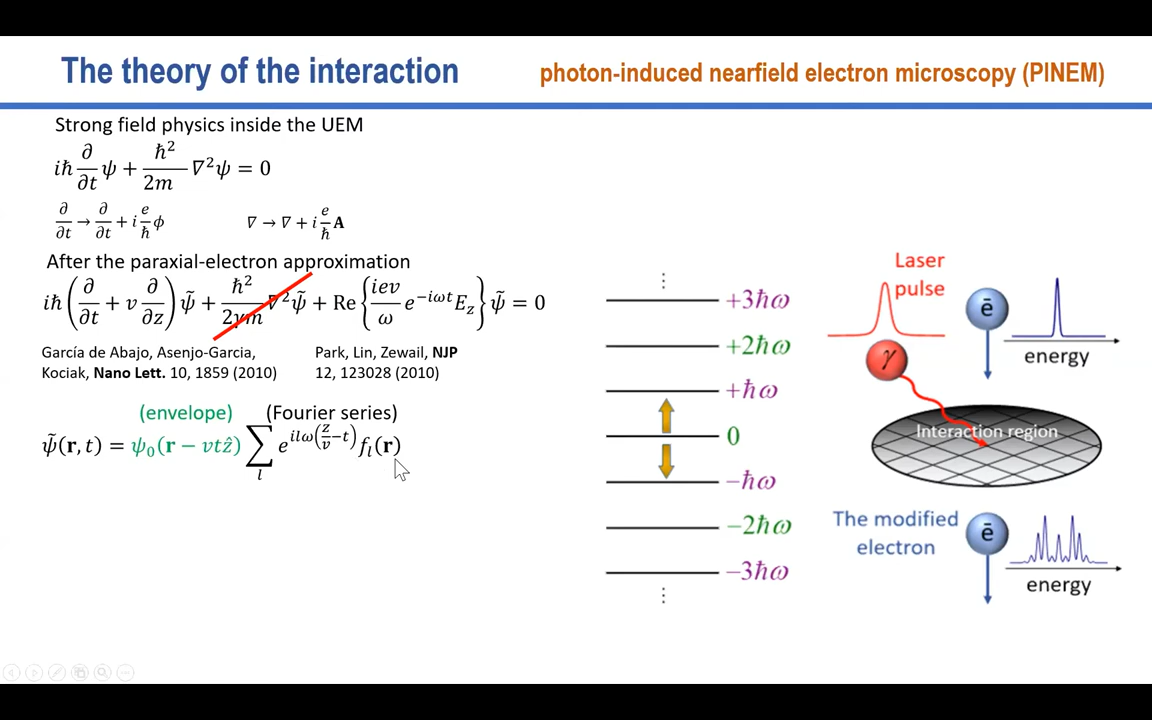 The theory of the interaction
photon-induced nearfield electron microscopy (PINEM)
Strong field physics inside the UEM
iħ ∂/∂t ψ + ħ²/2m ∇²ψ = 0
∂/∂t → ∂/∂t + i e/ħ ϕ    ∇ → ∇ + i e/ħ A
After the paraxial-electron approximation
iħ (∂/∂t + v ∂/∂z) ψ̃ + ħ²/2γm ∇²ψ̃ + Re {iev/ω e^{−iωt} E_z} ψ̃ = 0
García de Abajo, Asenjo-Garcia,
Kociak, Nano Lett. 10, 1859 (2010)
Park, Lin, Zewail, NJP
12, 123028 (2010)
(envelope) (Fourier series)
ψ̃(r, t) = ψ₀(r − vtẑ) ∑_l e^{ilω(z/v − t)} f_l(r)
⋮
+3ħω
+2ħω
+ħω
0
−ħω
−2ħω
−3ħω
⋮
Laser
pulse
ē
energy
γ
Interaction region
The modified
electron
ē
energy